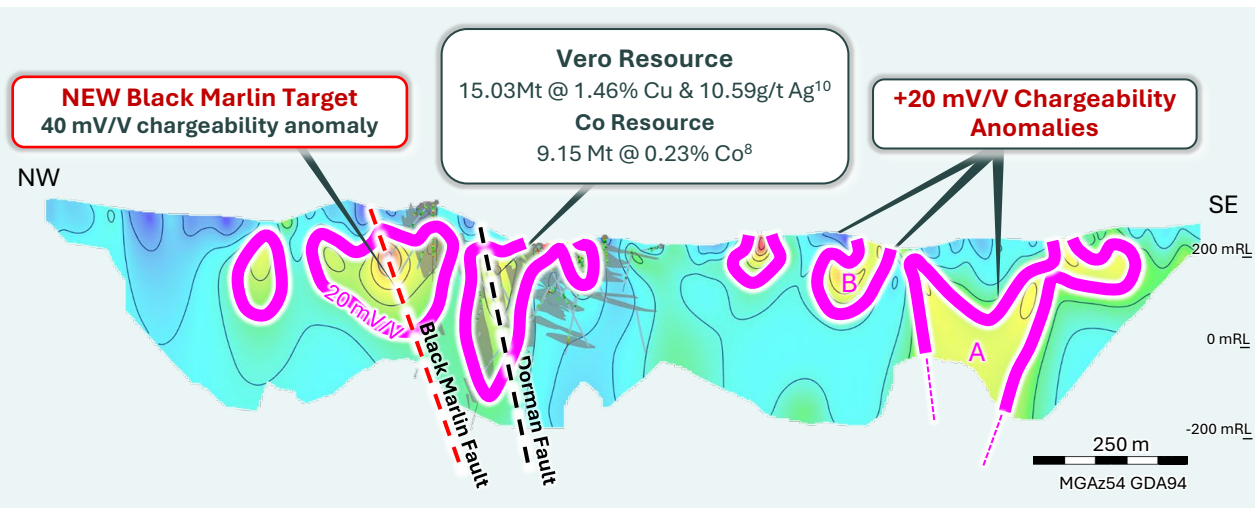 Vero Resource
15.03Mt @ 1.46% Cu & 10.59g/t Ag¹⁰
Co Resource
9.15 Mt @ 0.23% Co⁸
NEW Black Marlin Target
40 mV/V chargeability anomaly
+20 mV/V Chargeability
Anomalies
NW
SE
200 mRL
B
20 mV/V
0 mRL
A
Black Marlin Fault
Dorman Fault
-200 mRL
250 m
MGAz54 GDA94